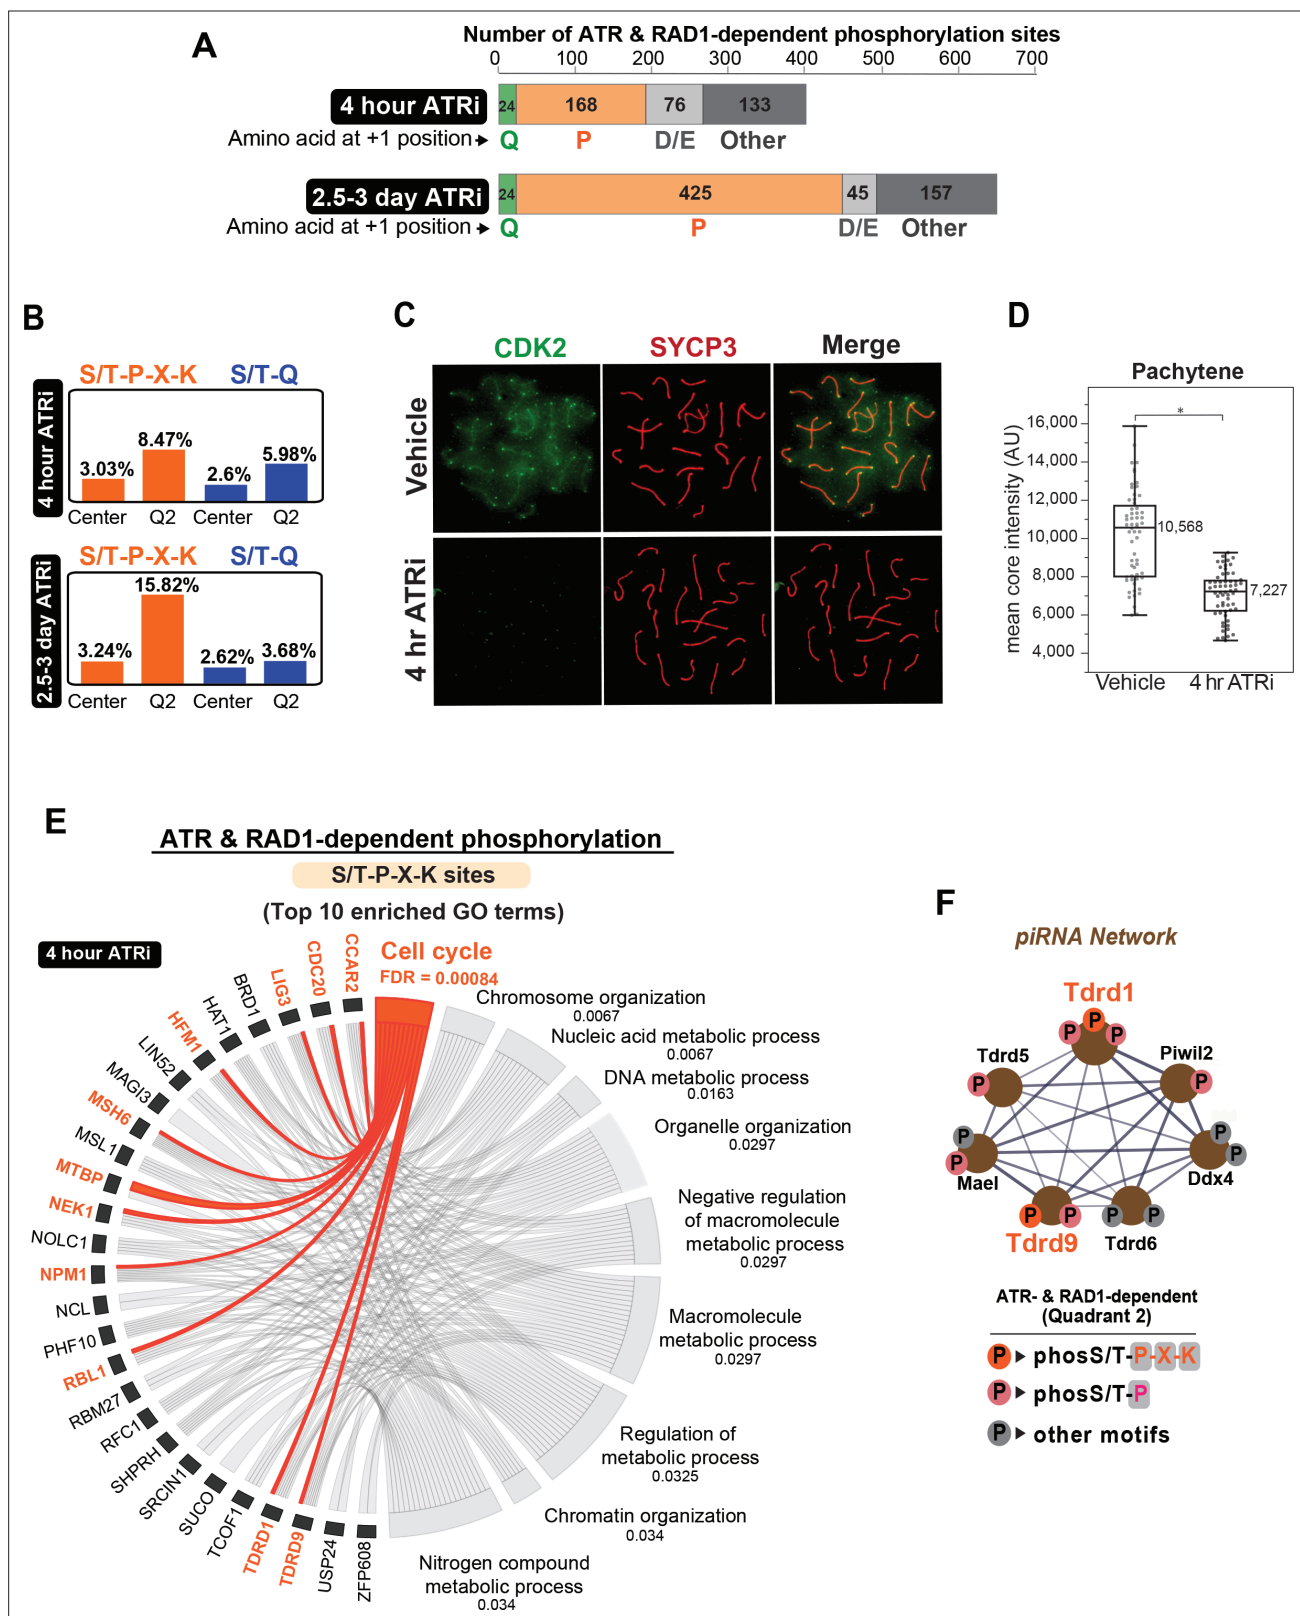 A
Number of ATR & RAD1-dependent phosphorylation sites
0 100 200 300 400 500 600 700
4 hour ATRi
24 168 76 133
Amino acid at +1 position
Q P D/E Other
2.5-3 day ATRi
24 425 45 157
Amino acid at +1 position
Q P D/E Other
B
4 hour ATRi
S/T-P-X-K S/T-Q
3.03% 8.47% 2.6% 5.98%
Center Q2 Center Q2
2.5-3 day ATRi
S/T-P-X-K S/T-Q
3.24% 15.82% 2.62% 3.68%
Center Q2 Center Q2
C
CDK2 SYCP3 Merge
Vehicle
4 hr ATRi
D
Pachytene
mean core intensity (AU)
16,000
14,000
12,000
10,000
8,000
6,000
4,000
*
10,568
7,227
Vehicle 4 hr ATRi
E
ATR & RAD1-dependent phosphorylation
S/T-P-X-K sites
(Top 10 enriched GO terms)
4 hour ATRi
Cell cycle
FDR = 0.00084
Chromosome organization
0.0067
Nucleic acid metabolic process
0.0067
DNA metabolic process
0.0163
Organelle organization
0.0297
Negative regulation
of macromolecule
metabolic process
0.0297
Macromolecule
metabolic process
0.0297
Regulation of
metabolic process
0.0325
Chromatin organization
0.034
Nitrogen compound
metabolic process
0.034
CCAR2
CDC20
LIG3
BRD1
HAT1
HFM1
LIN52
MAGI3
MSH6
MSL1
MTBP
NEK1
NOLC1
NPM1
NCL
PHF10
RBL1
RBM27
RFC1
SHPRH
SRCIN1
SUCO
TCOF1
TDRD1
TDRD9
USP24
ZFP608
F
piRNA Network
Tdrd1
P P P
Tdrd5
P
Piwil2
P
P P
Mael
P P
Ddx4
P P
Tdrd9
P P
Tdrd6
ATR- & RAD1-dependent
(Quadrant 2)
P phosS/T-P-X-K
P phosS/T-P
P other motifs